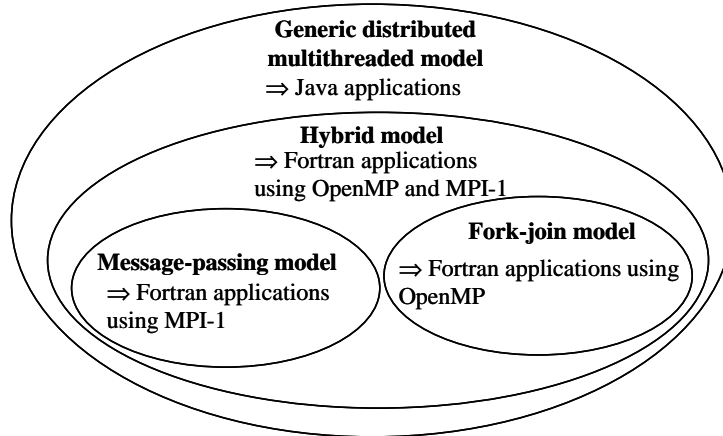 Generic distributed
multithreaded model
⇒ Java applications
Hybrid model
⇒ Fortran applications
using OpenMP and MPI-1
Message-passing model
⇒ Fortran applications
using MPI-1
Fork-join model
⇒ Fortran applications using
OpenMP